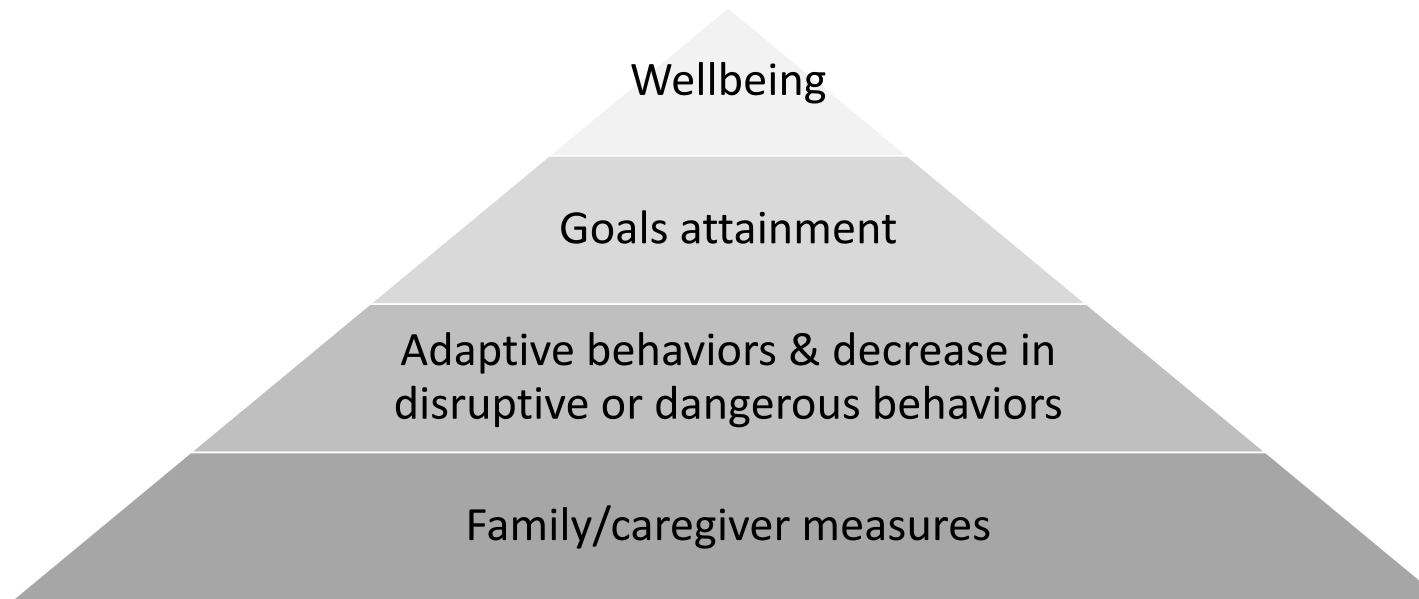 Wellbeing
Goals attainment
Adaptive behaviors & decrease in
disruptive or dangerous behaviors
Family/caregiver measures